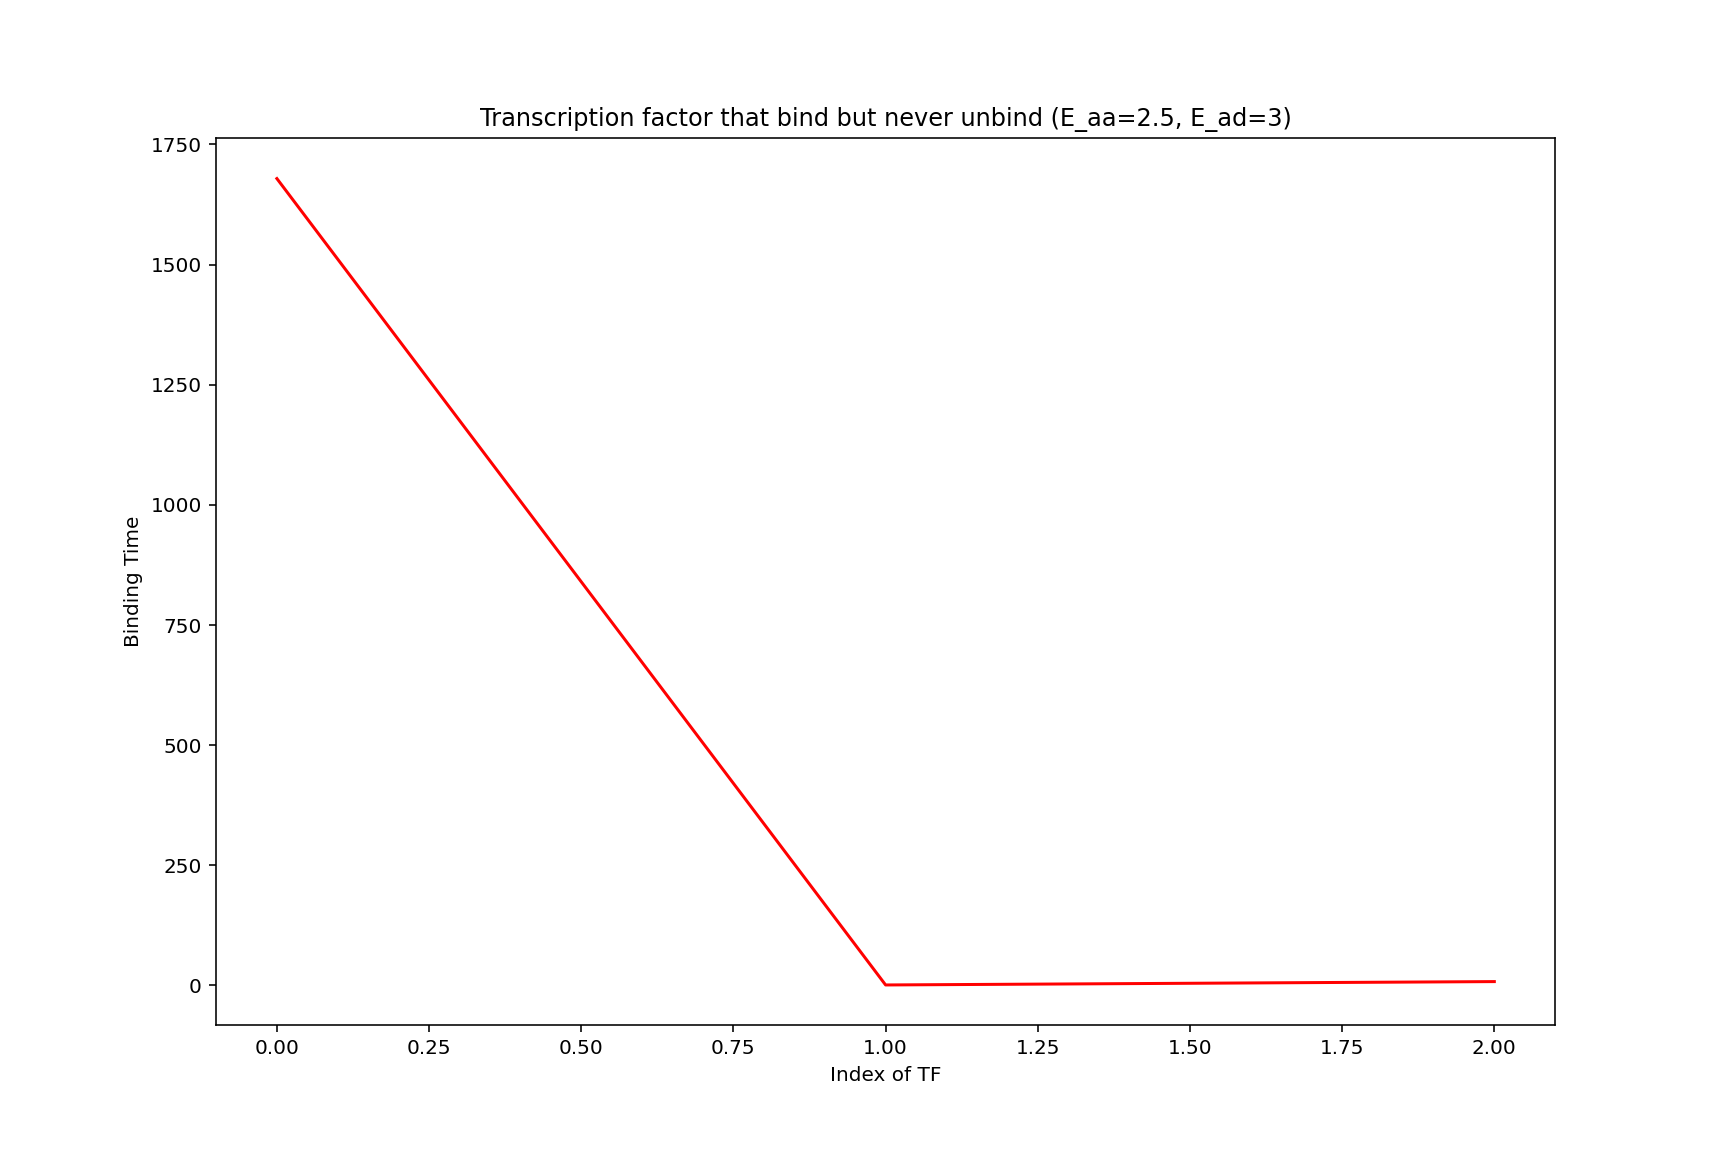 Transcription factor that bind but never unbind (E_aa=2.5, E_ad=3)
1750
1500
1250
1000
750
500
250
0
Binding Time
0.00 0.25 0.50 0.75 1.00 1.25 1.50 1.75 2.00
Index of TF